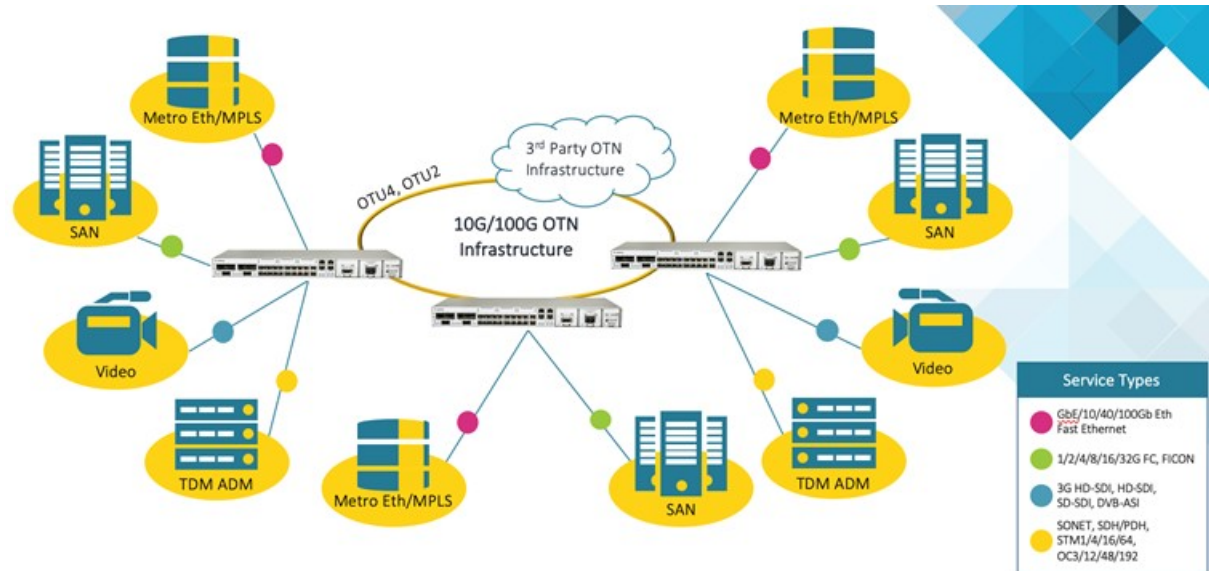 Metro Eth/MPLS
Metro Eth/MPLS
3rd Party OTN
Infrastructure
SAN
SAN
OTU4, OTU2
10G/100G OTN
Infrastructure
Video
Video
TDM ADM
Metro Eth/MPLS
SAN
TDM ADM
Service Types
GbE/10/40/100Gb Eth
Fast Ethernet
1/2/4/8/16/32G FC, FICON
3G HD-SDI, HD-SDI,
SD-SDI, DVB-ASI
SONET, SDH/PDH,
STM1/4/16/64,
OC3/12/48/192